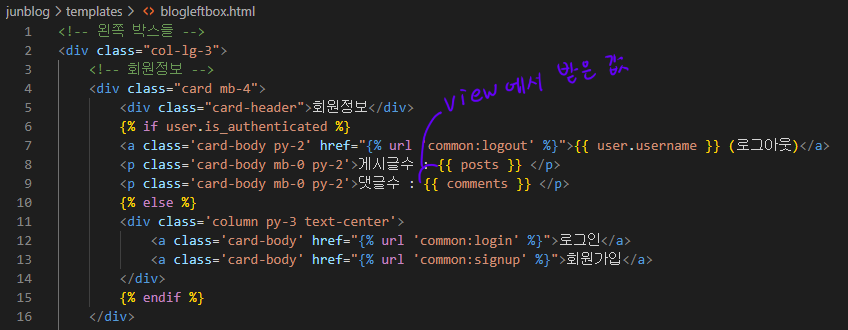 junblog > templates > <> blogleftbox.html
1 <!-- 왼쪽 박스들 -->
2 <div class="col-lg-3">
3 <!-- 회원정보 -->
4 <div class="card mb-4">
view에서 받은 값
5 <div class="card-header">회원정보</div>
6 {% if user.is_authenticated %}
7 <a class='card-body py-2' href="{% url 'common:logout' %}">{{ user.username }} (로그아웃)</a>
8 <p class='card-body mb-0 py-2'>게시글수 : {{ posts }} </p>
9 <p class='card-body mb-0 py-2'>댓글수 : {{ comments }} </p>
10 {% else %}
11 <div class='column py-3 text-center'>
12 <a class='card-body' href="{% url 'common:login' %}">로그인</a>
13 <a class='card-body' href="{% url 'common:signup' %}">회원가입</a>
14 </div>
15 {% endif %}
16 </div>